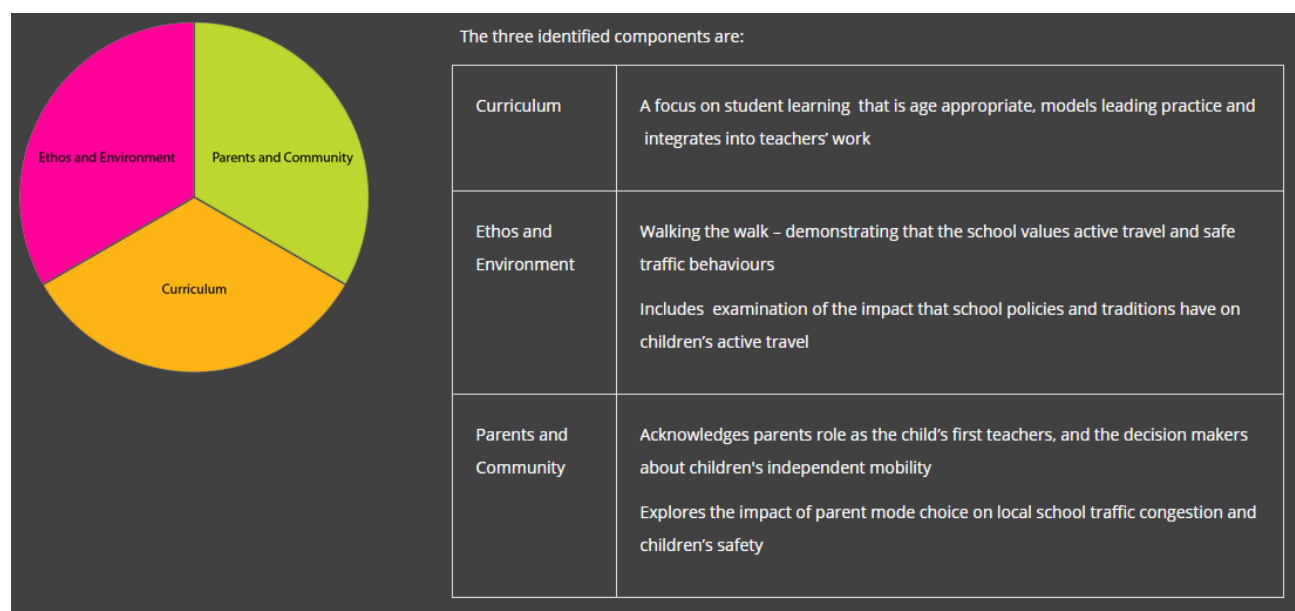 Ethos and Environment
Parents and Community
Curriculum
The three identified components are:
Curriculum
A focus on student learning that is age appropriate, models leading practice and
integrates into teachers’ work
Ethos and
Environment
Walking the walk – demonstrating that the school values active travel and safe
traffic behaviours
Includes examination of the impact that school policies and traditions have on
children’s active travel
Parents and
Community
Acknowledges parents role as the child’s first teachers, and the decision makers
about children's independent mobility
Explores the impact of parent mode choice on local school traffic congestion and
children’s safety